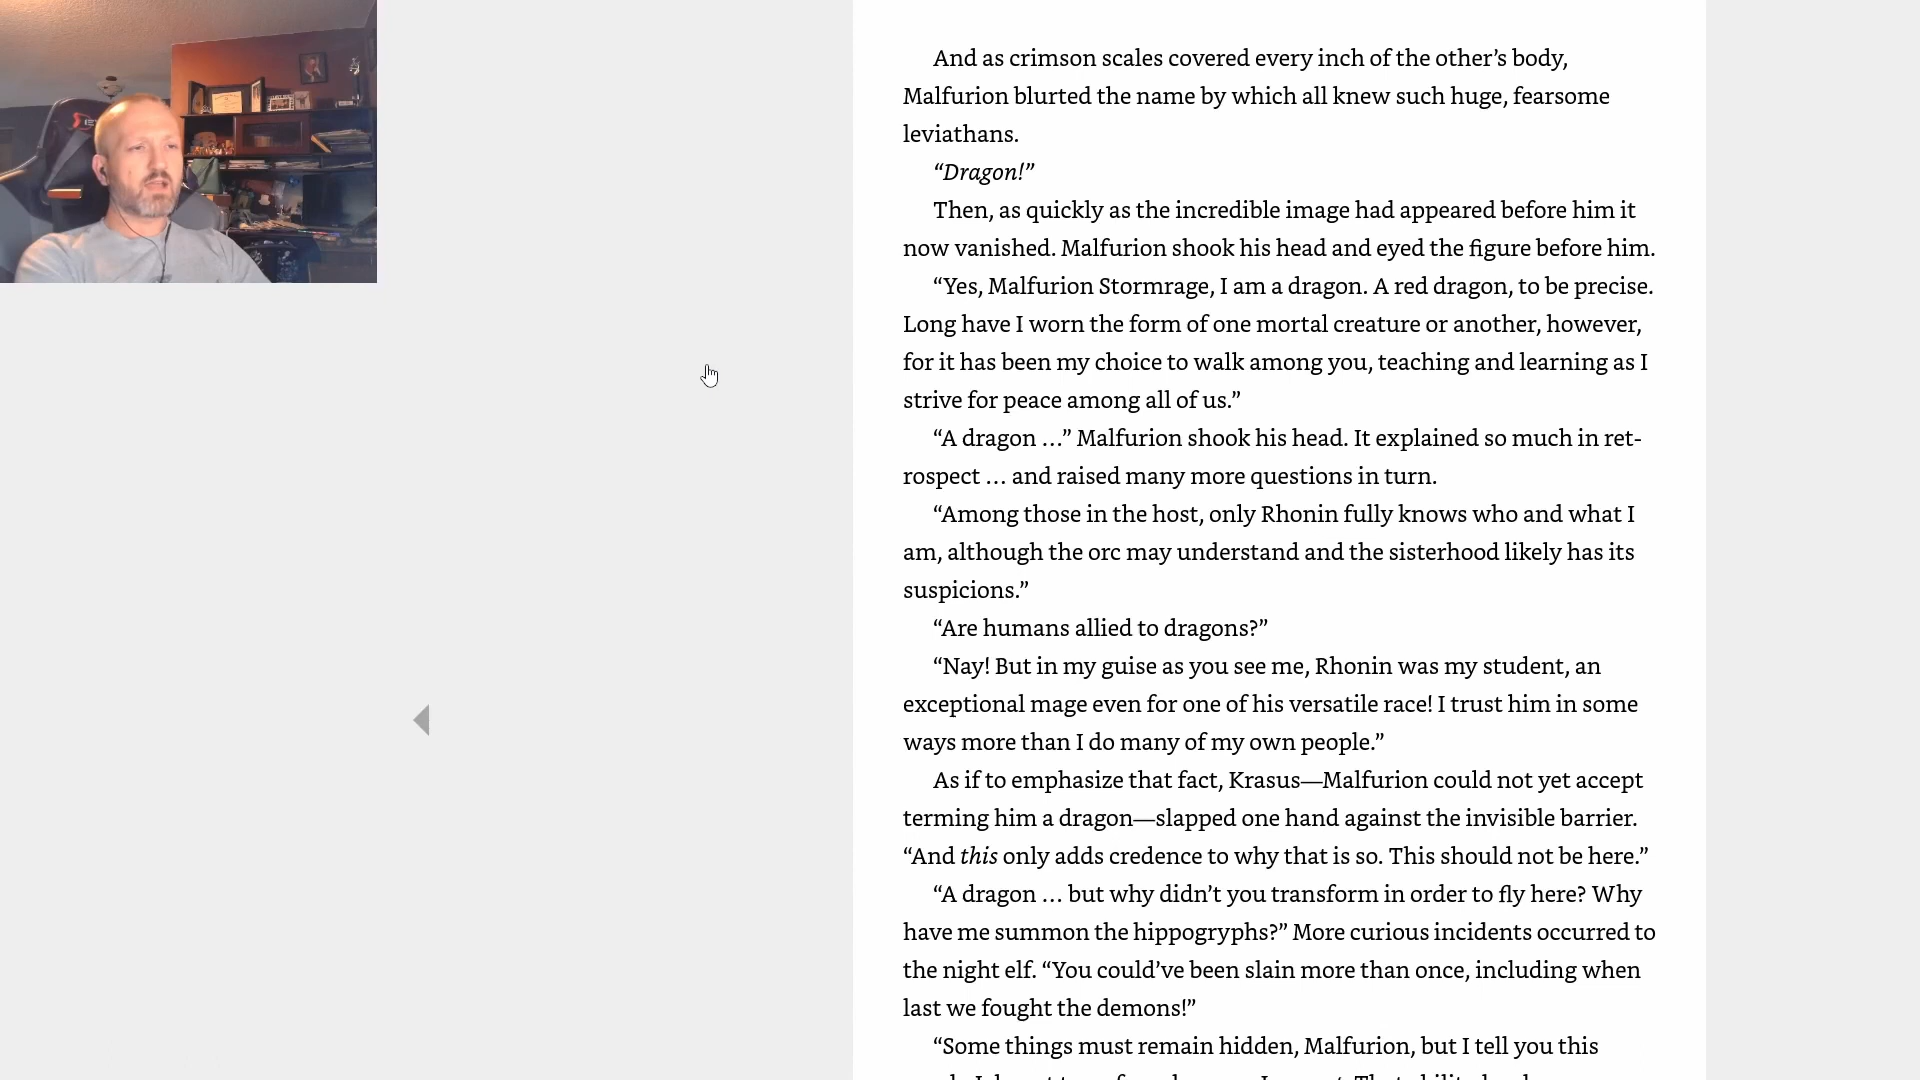 And as crimson scales covered every inch of the other’s body,
Malfurion blurted the name by which all knew such huge, fearsome
leviathans.
“Dragon!”
Then, as quickly as the incredible image had appeared before him it
now vanished. Malfurion shook his head and eyed the figure before him.
“Yes, Malfurion Stormrage, I am a dragon. A red dragon, to be precise.
Long have I worn the form of one mortal creature or another, however,
for it has been my choice to walk among you, teaching and learning as I
strive for peace among all of us.”
“A dragon …” Malfurion shook his head. It explained so much in ret-
rospect … and raised many more questions in turn.
“Among those in the host, only Rhonin fully knows who and what I
am, although the orc may understand and the sisterhood likely has its
suspicions.”
“Are humans allied to dragons?”
“Nay! But in my guise as you see me, Rhonin was my student, an
exceptional mage even for one of his versatile race! I trust him in some
ways more than I do many of my own people.”
As if to emphasize that fact, Krasus—Malfurion could not yet accept
terming him a dragon—slapped one hand against the invisible barrier.
“And this only adds credence to why that is so. This should not be here.”
“A dragon … but why didn’t you transform in order to fly here? Why
have me summon the hippogryphs?” More curious incidents occurred to
the night elf. “You could’ve been slain more than once, including when
last we fought the demons!”
“Some things must remain hidden, Malfurion, but I tell you this